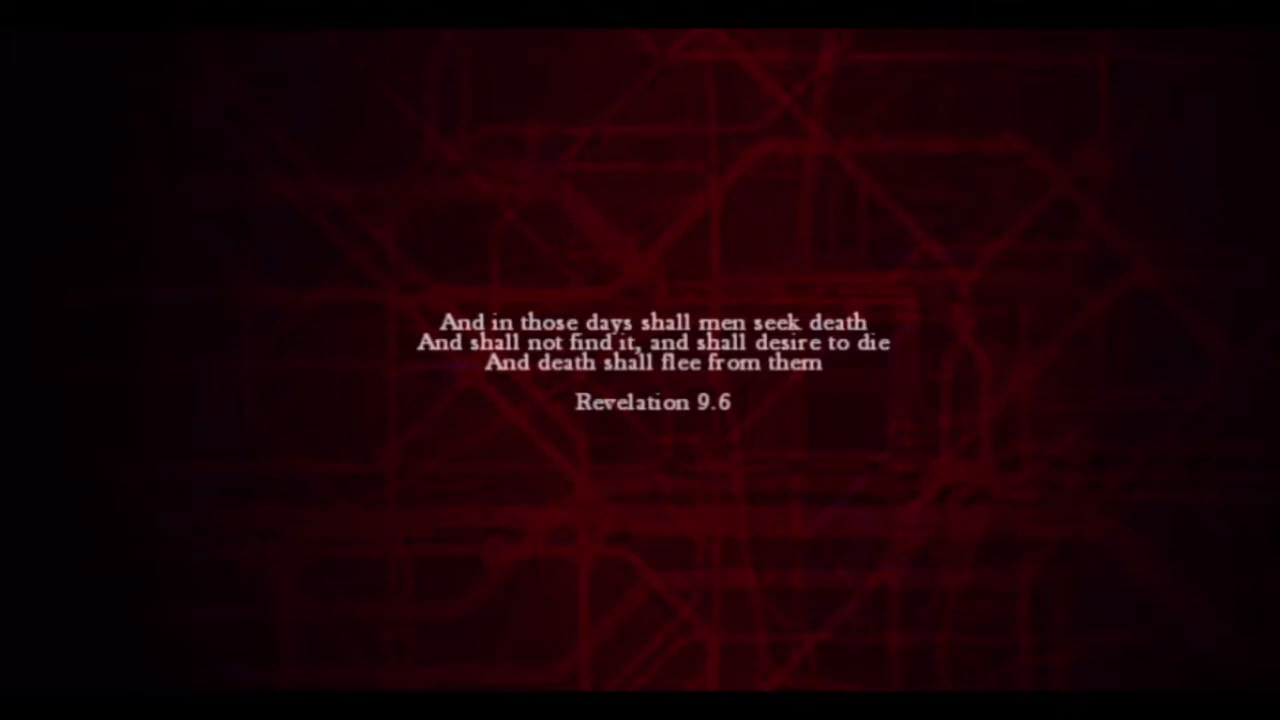 And in those days shall men seek death
And shall not find it, and shall desire to die
And death shall flee from them
Revelation 9.6